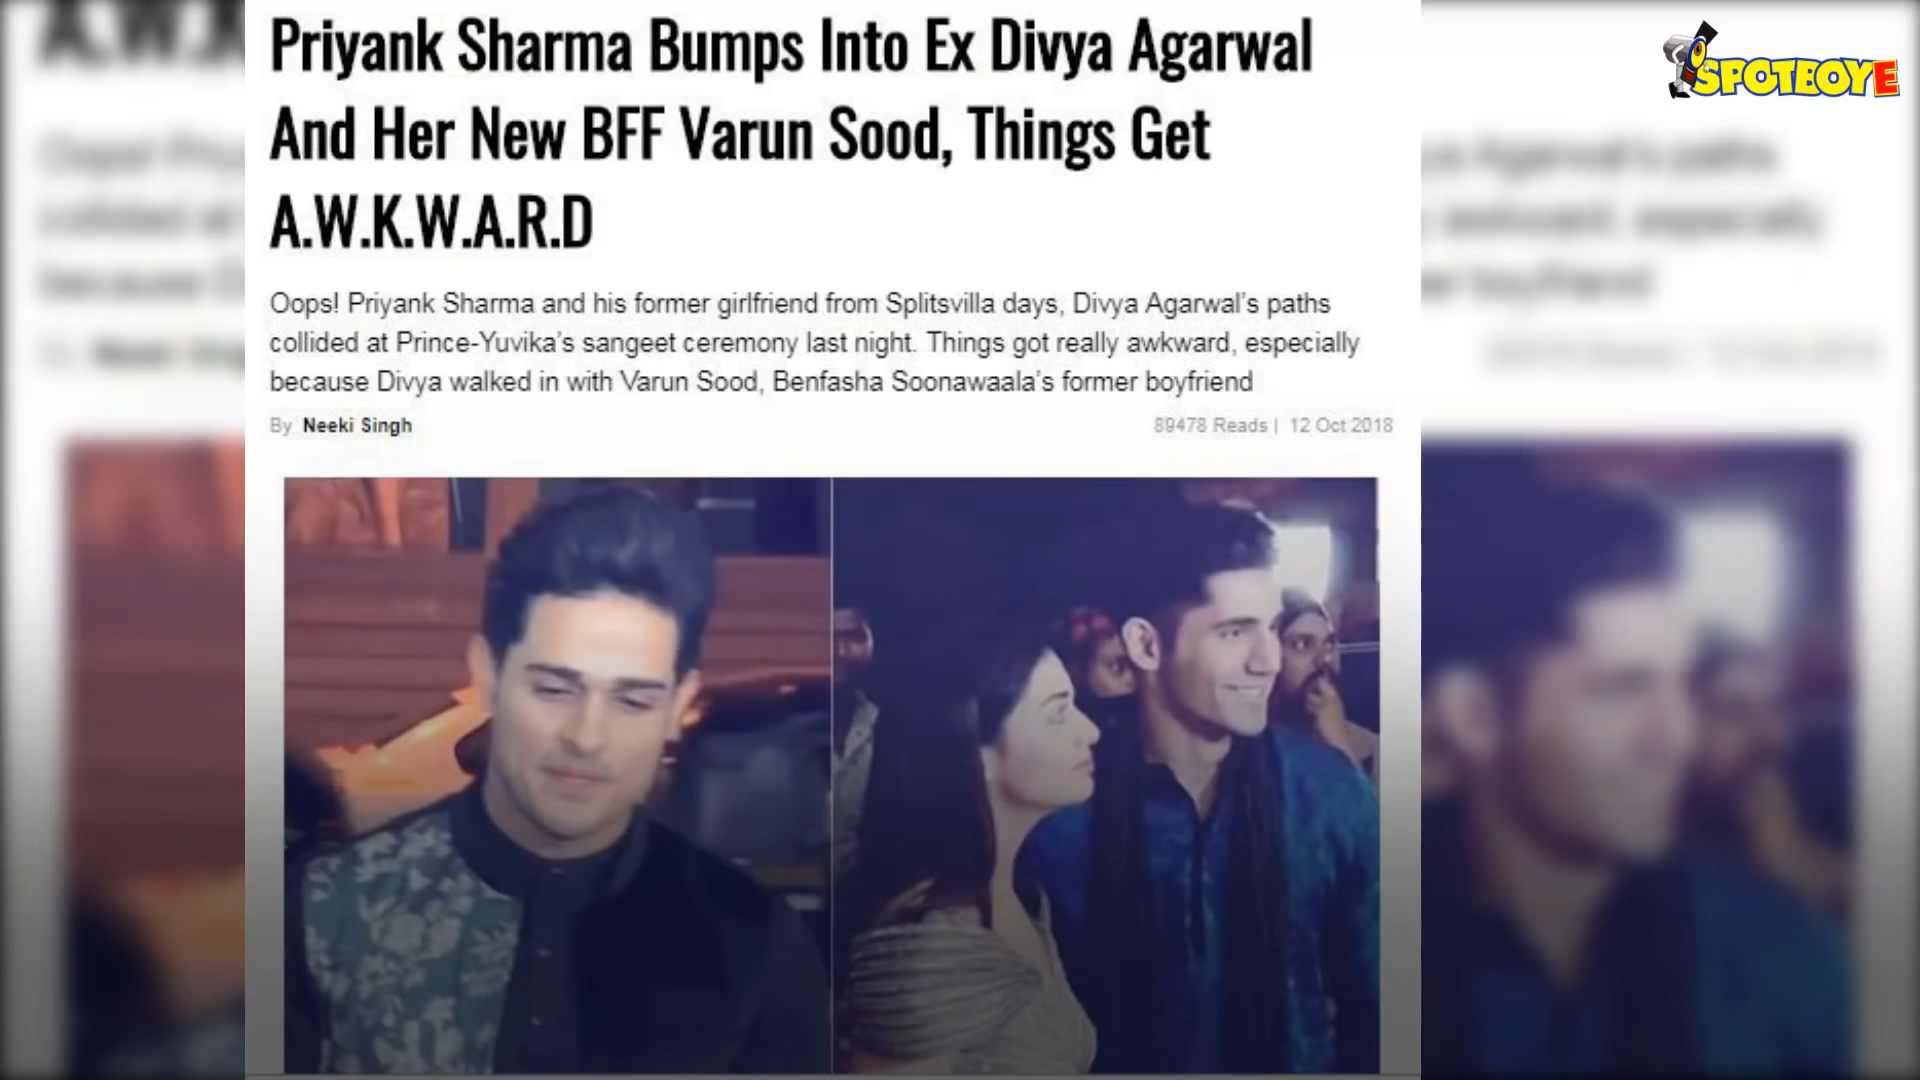 Priyank Sharma Bumps Into Ex Divya Agarwal
And Her New BFF Varun Sood, Things Get
A.W.K.W.A.R.D
Oops! Priyank Sharma and his former girlfriend from Splitsvilla days, Divya Agarwal's paths
collided at Prince-Yuvika's sangeet ceremony last night. Things got really awkward, especially
because Divya walked in with Varun Sood, Benfasha Soonawaala's former boyfriend
By Neeki Singh
89478 Reads | 12 Oct 2018
SPOTBOYE